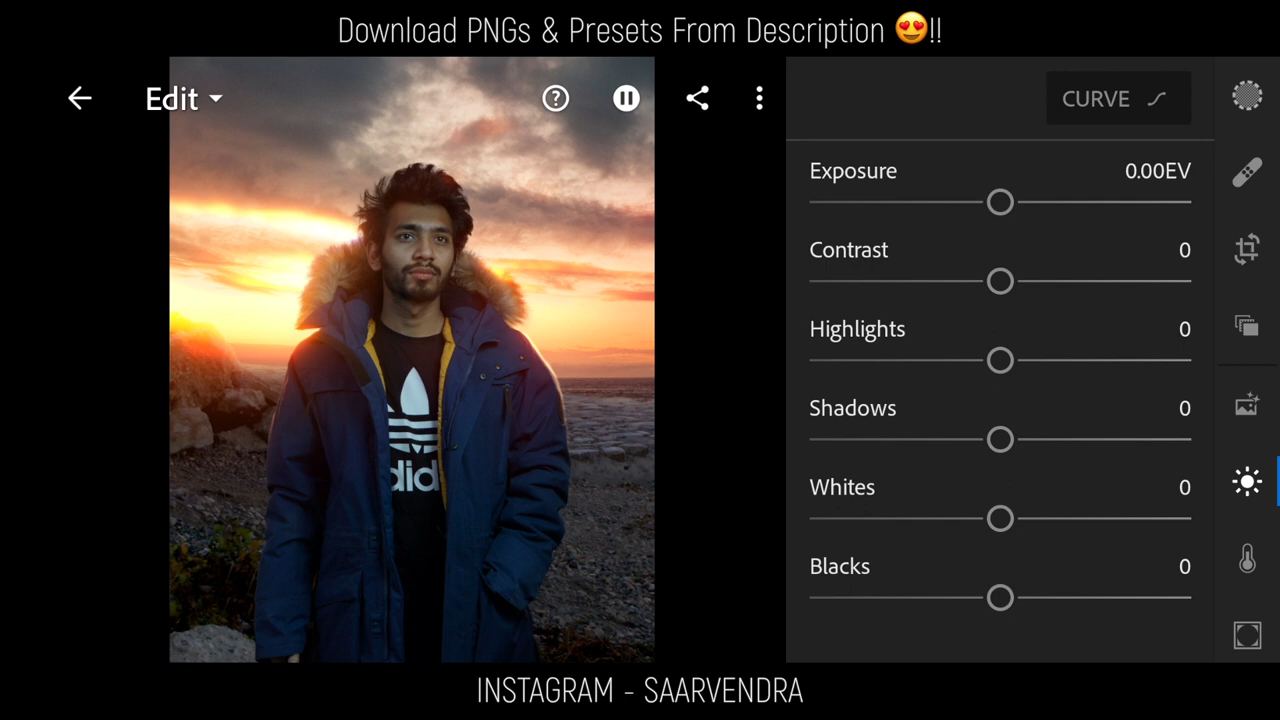 Download PNGs & Presets From Description 😍!!
Edit
CURVE
Exposure 0.00EV
Contrast 0
Highlights 0
Shadows 0
Whites 0
Blacks 0
adidas
INSTAGRAM - SAARVENDRA